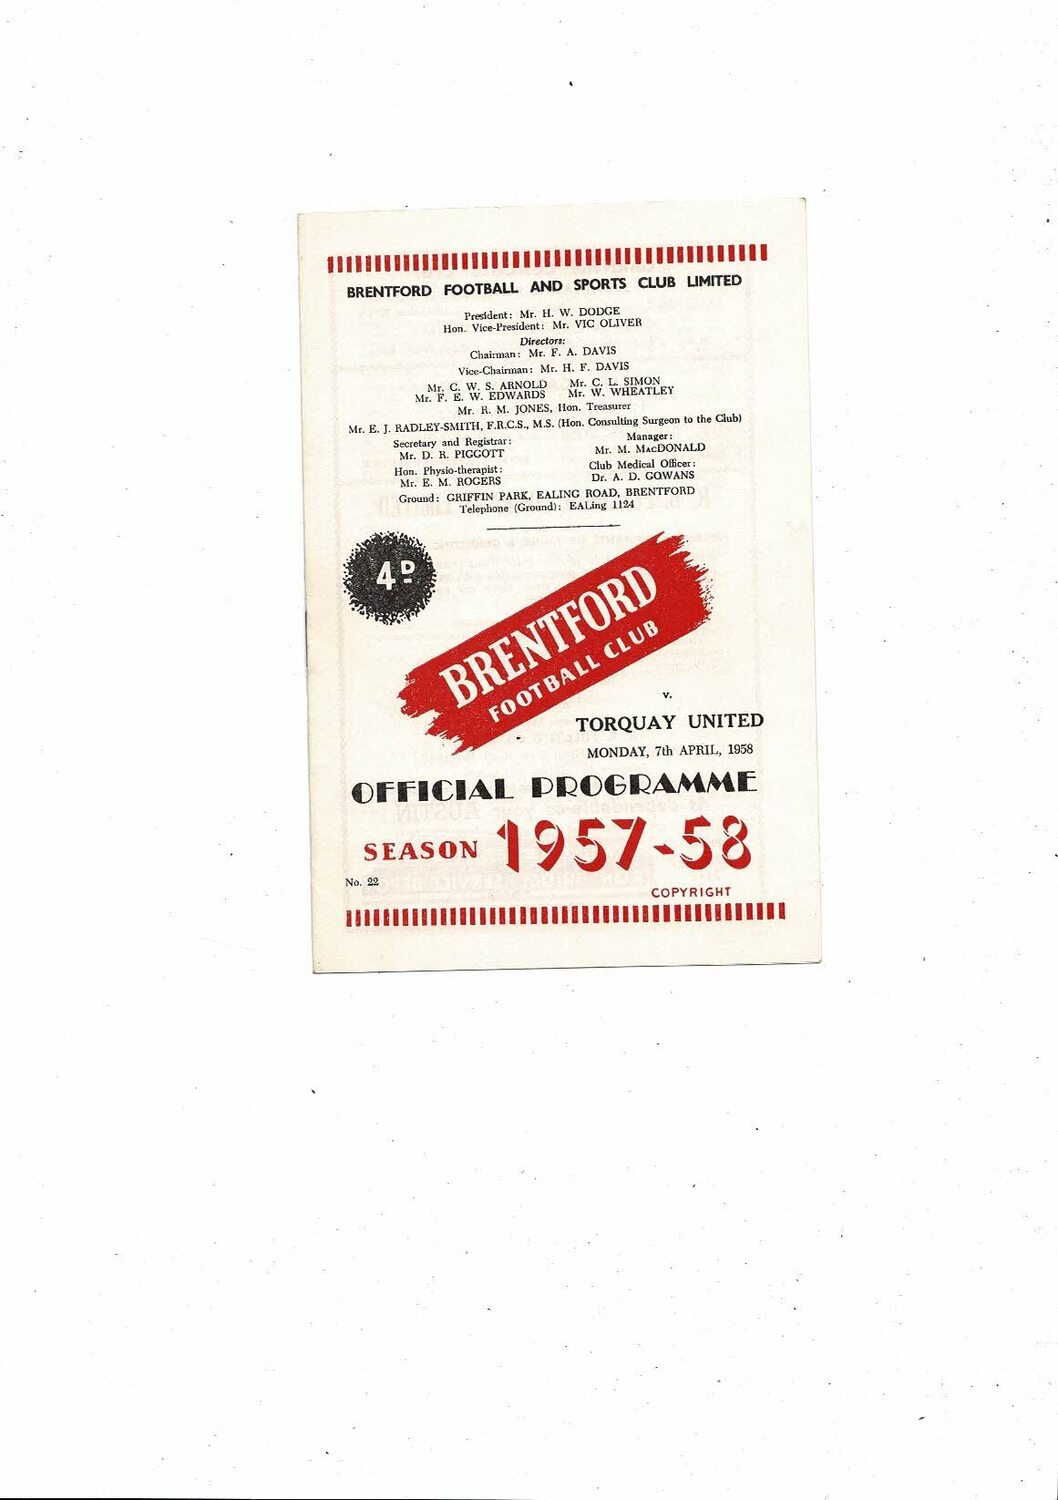 BRENTFORD FOOTBALL AND SPORTS CLUB LIMITED
President: Mr. H. W. DODGE
Hon. Vice-President: Mr. VIC OLIVER
Directors:
Chairman: Mr. F. A. DAVIS
Vice-Chairman: Mr. H. F. DAVIS
Mr. C. W. S. ARNOLD Mr. C. L. SIMON
Mr. F. E. W. EDWARDS Mr. W. WHEATLEY
Mr. R. M. JONES, Hon. Treasurer
Mr. E. J. RADLEY-SMITH, F.R.C.S., M.S. (Hon. Consulting Surgeon to the Club)
Secretary and Registrar:
Mr. D. R. PIGGOTT
Manager:
Mr. M. MacDONALD
Hon. Physio-therapist:
Mr. E. M. ROGERS
Club Medical Officer:
Dr. A. D. GOWANS
Ground: GRIFFIN PARK, EALING ROAD, BRENTFORD
Telephone (Ground): EALing 1124
4D
BRENTFORD
FOOTBALL CLUB
v.
TORQUAY UNITED
MONDAY, 7th APRIL, 1958
OFFICIAL PROGRAMME
SEASON 1957-58
No. 22
COPYRIGHT